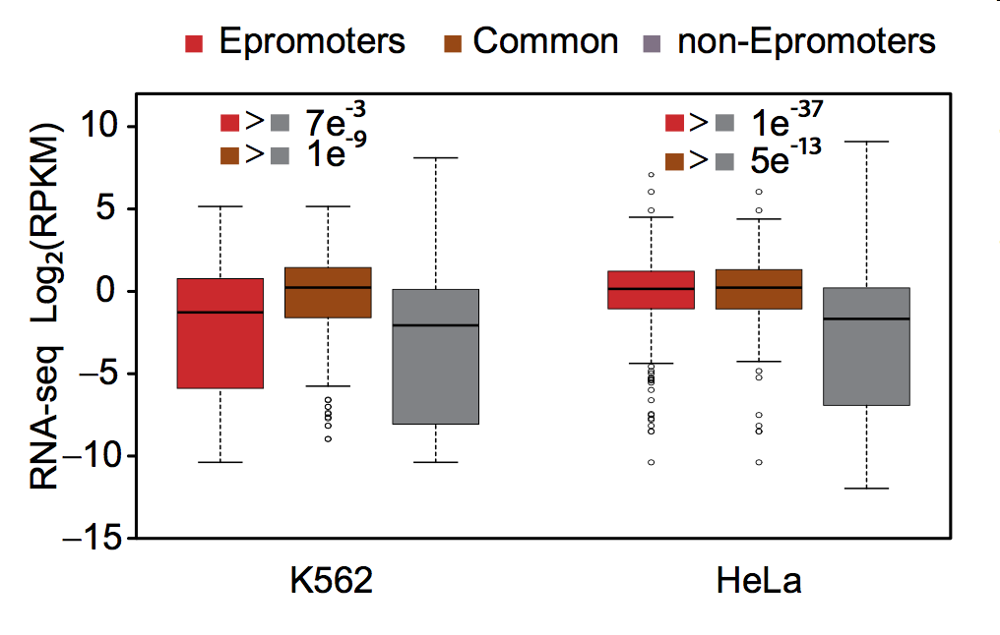 Epromoters Common non-Epromoters
RNA-seq Log₂(RPKM)
10
5
0
–5
–10
–15
> 7e⁻³
> 1e⁻⁹
> 1e⁻³⁷
> 5e⁻¹³
K562 HeLa